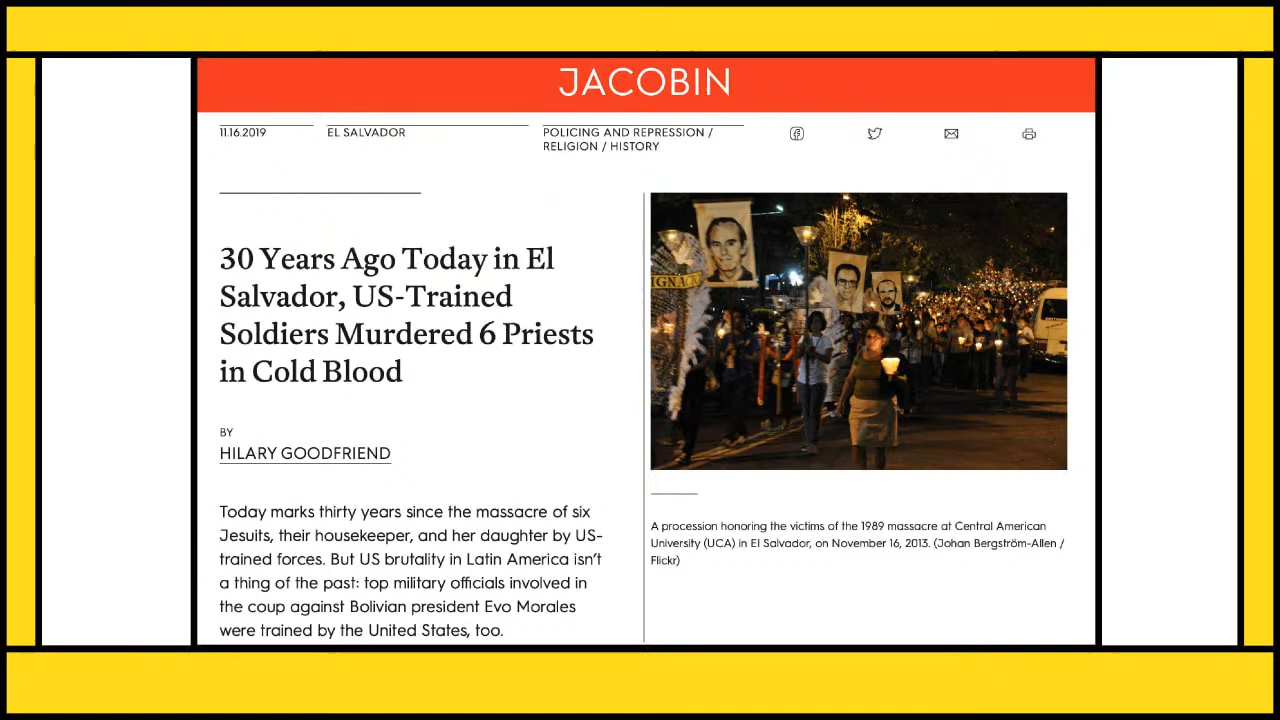 JACOBIN
11.16.2019
EL SALVADOR
POLICING AND REPRESSION /
RELIGION / HISTORY
30 Years Ago Today in El
Salvador, US-Trained
Soldiers Murdered 6 Priests
in Cold Blood
BY
HILARY GOODFRIEND
Today marks thirty years since the massacre of six
Jesuits, their housekeeper, and her daughter by US-
trained forces. But US brutality in Latin America isn't
a thing of the past: top military officials involved in
the coup against Bolivian president Evo Morales
were trained by the United States, too.
IGNACI
A procession honoring the victims of the 1989 massacre at Central American
University (UCA) in El Salvador, on November 16, 2013. (Johan Bergström-Allen /
Flickr)